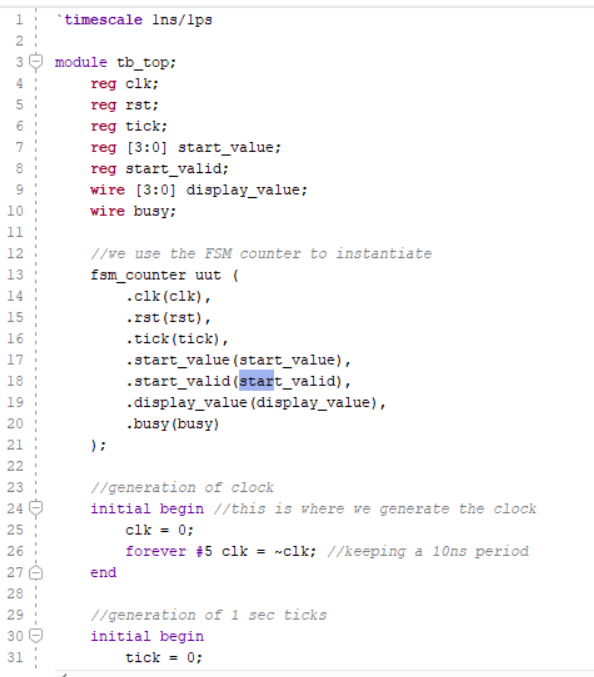 1 `timescale 1ns/1ps
2
3 module tb_top;
4 reg clk;
5 reg rst;
6 reg tick;
7 reg [3:0] start_value;
8 reg start_valid;
9 wire [3:0] display_value;
10 wire busy;
11
12 //we use the FSM counter to instantiate
13 fsm_counter uut (
14 .clk(clk),
15 .rst(rst),
16 .tick(tick),
17 .start_value(start_value),
18 .start_valid(start_valid),
19 .display_value(display_value),
20 .busy(busy)
21 );
22
23 //generation of clock
24 initial begin //this is where we generate the clock
25 clk = 0;
26 forever #5 clk = ~clk; //keeping a 10ns period
27 end
28
29 //generation of 1 sec ticks
30 initial begin
31 tick = 0;